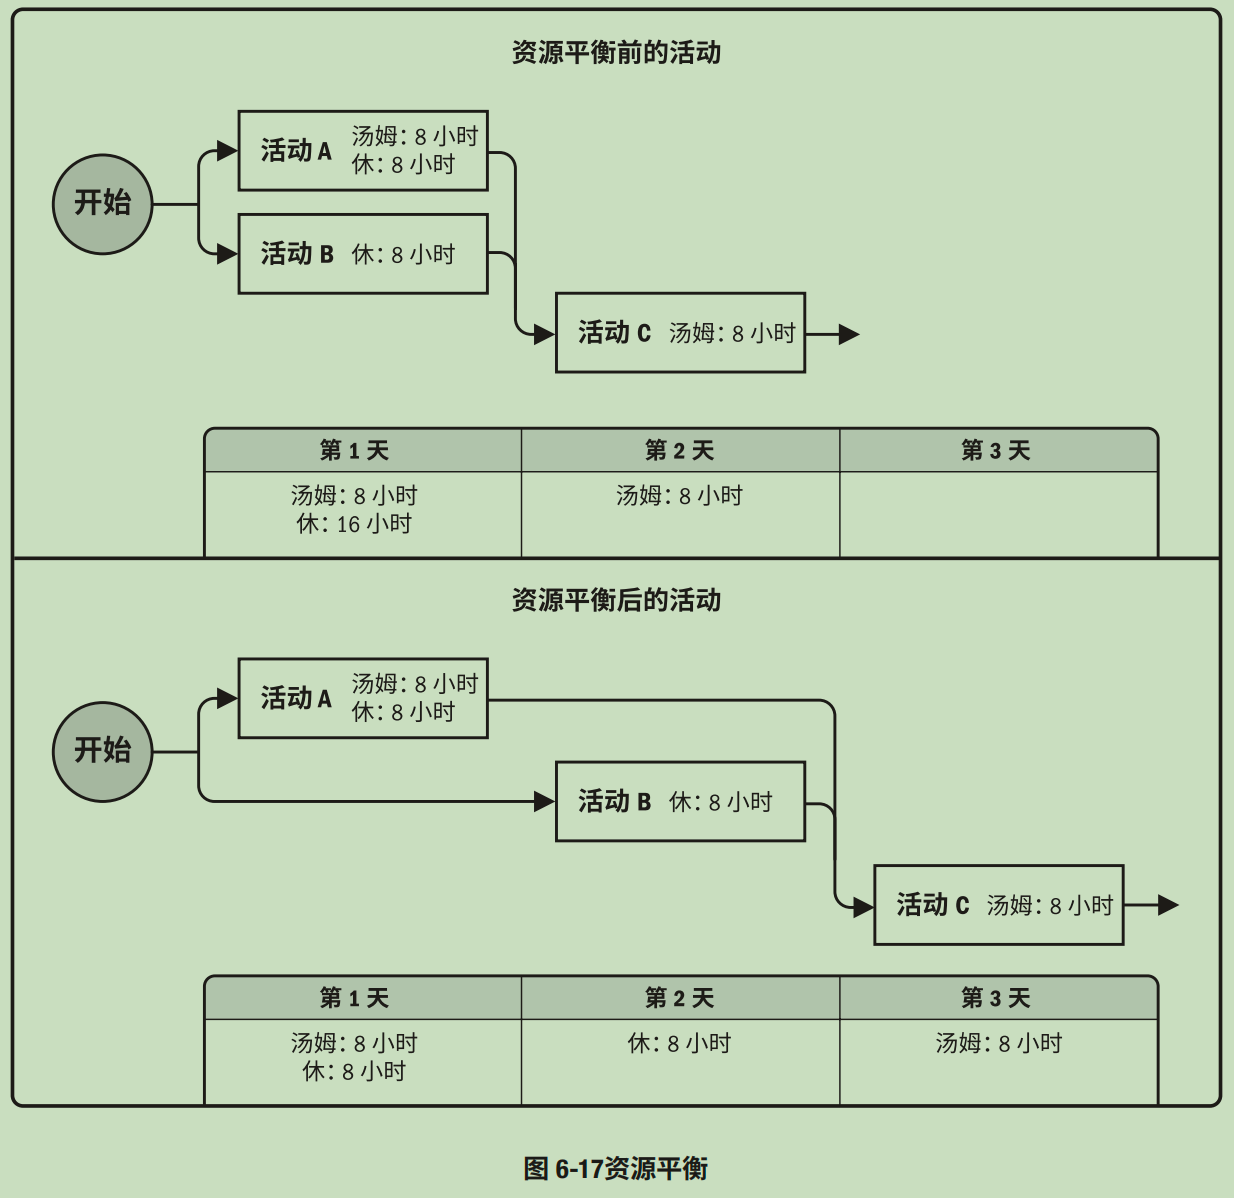 资源平衡前的活动
开始
活动 A
汤姆：8 小时
休：8 小时
活动 B 休：8 小时
活动 C 汤姆：8 小时
第 1 天 第 2 天 第 3 天
汤姆：8 小时 汤姆：8 小时
休：16 小时
资源平衡后的活动
开始
活动 A
汤姆：8 小时
休：8 小时
活动 B 休：8 小时
活动 C 汤姆：8 小时
第 1 天 第 2 天 第 3 天
汤姆：8 小时 休：8 小时 汤姆：8 小时
休：8 小时
图 6-17资源平衡